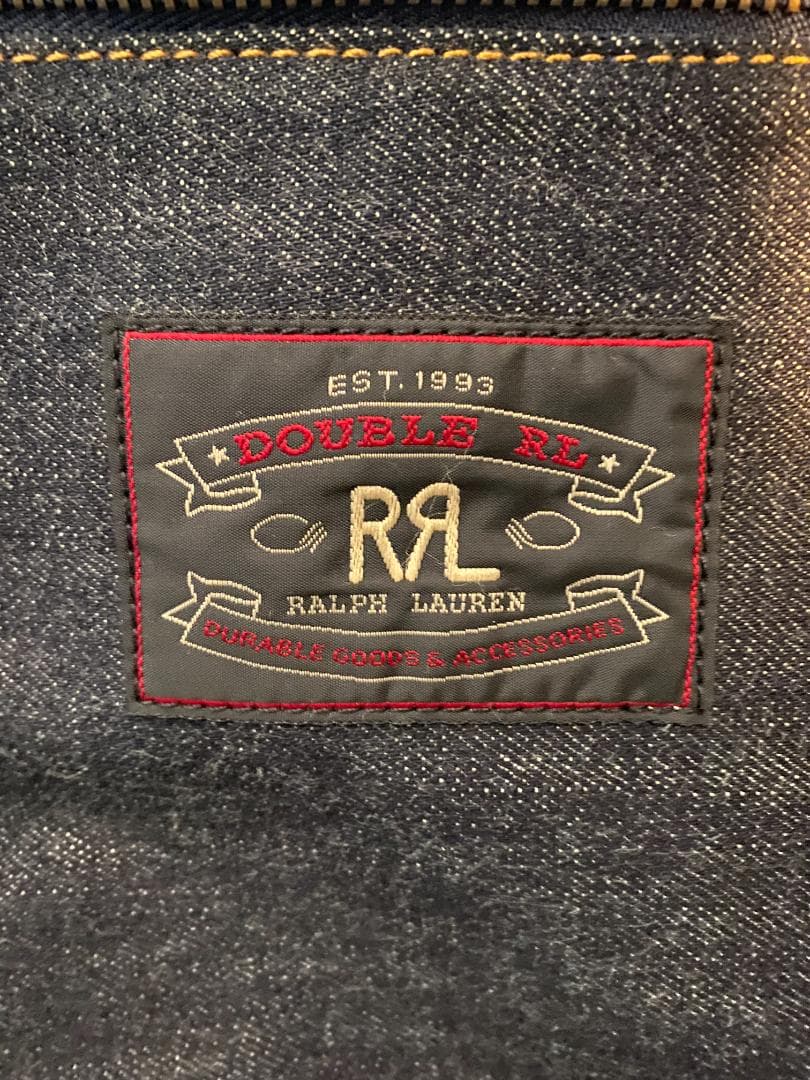 EST. 1993
DOUBLE RL
RRL
RALPH LAUREN
DURABLE GOODS & ACCESSORIES